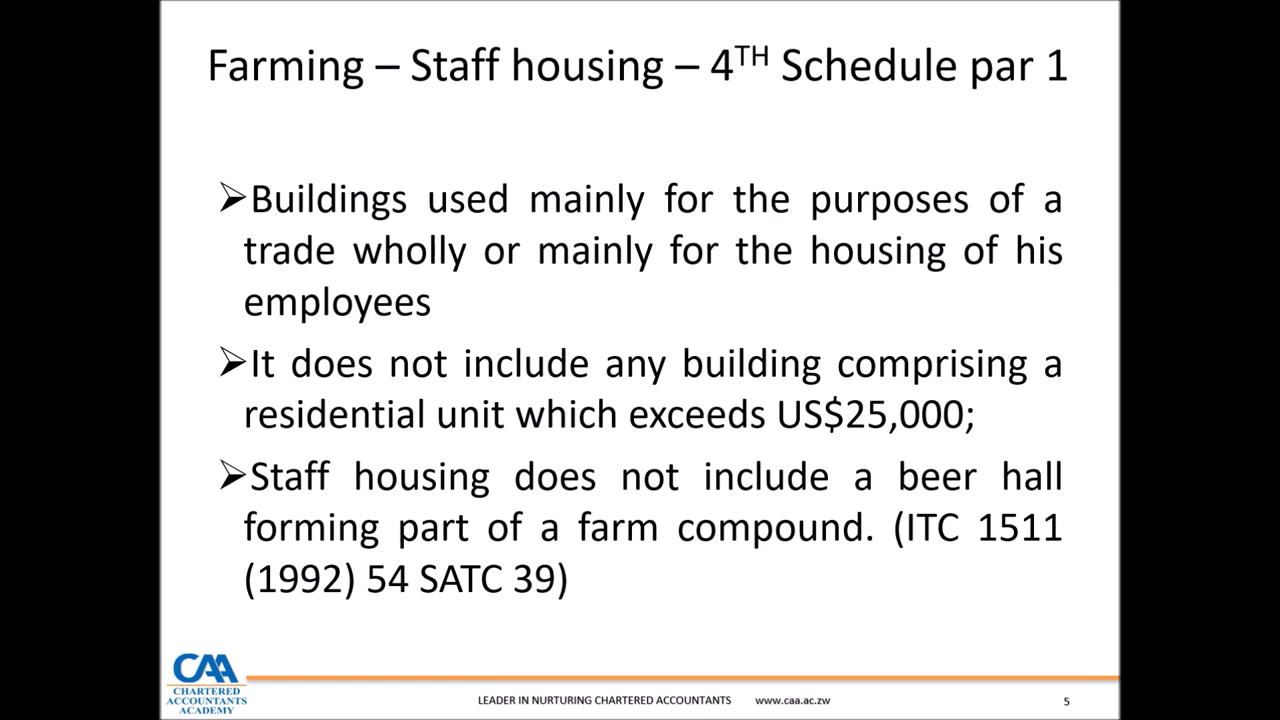 Farming – Staff housing – 4TH Schedule par 1
➢Buildings used mainly for the purposes of a
trade wholly or mainly for the housing of his
employees
➢It does not include any building comprising a
residential unit which exceeds US$25,000;
➢Staff housing does not include a beer hall
forming part of a farm compound. (ITC 1511
(1992) 54 SATC 39)
CAA
CHARTERED
ACCOUNTANTS
ACADEMY
LEADER IN NURTURING CHARTERED ACCOUNTANTS www.caa.ac.zw
5